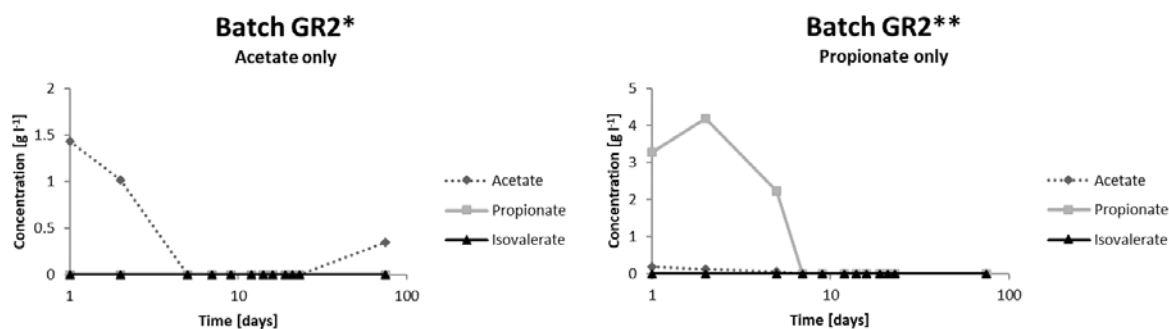 Batch GR2*
Acetate only
Concentration [g l-1]
2
1.5
1
0.5
0
1
10
100
Time [days]
Acetate
Propionate
Isovalerate
Batch GR2**
Propionate only
Concentration [g l-1]
5
4
3
2
1
0
1
10
100
Time [days]
Acetate
Propionate
Isovalerate